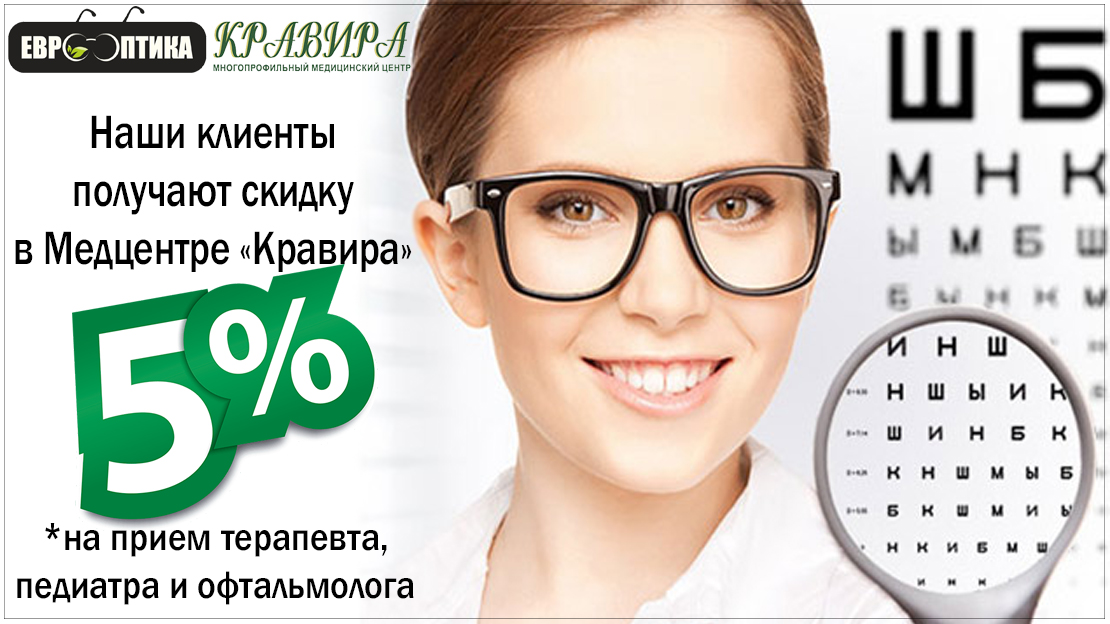 ЕВРООПТИКА
КРАВИРА
МНОГОПРОФИЛЬНЫЙ МЕДИЦИНСКИЙ ЦЕНТР
Наши клиенты
получают скидку
в Медцентре «Кравира»
5%
*на прием терапевта,
педиатра и офтальмолога
Ш Б
М Н К
Ы М Б Ш
Б У Н К М
И Н Ш
Н Ш Ы И К
Ш И Н Б К
К Н Ш М Ы Б
Б К Ш М И Ы
Н К И Б М Ш